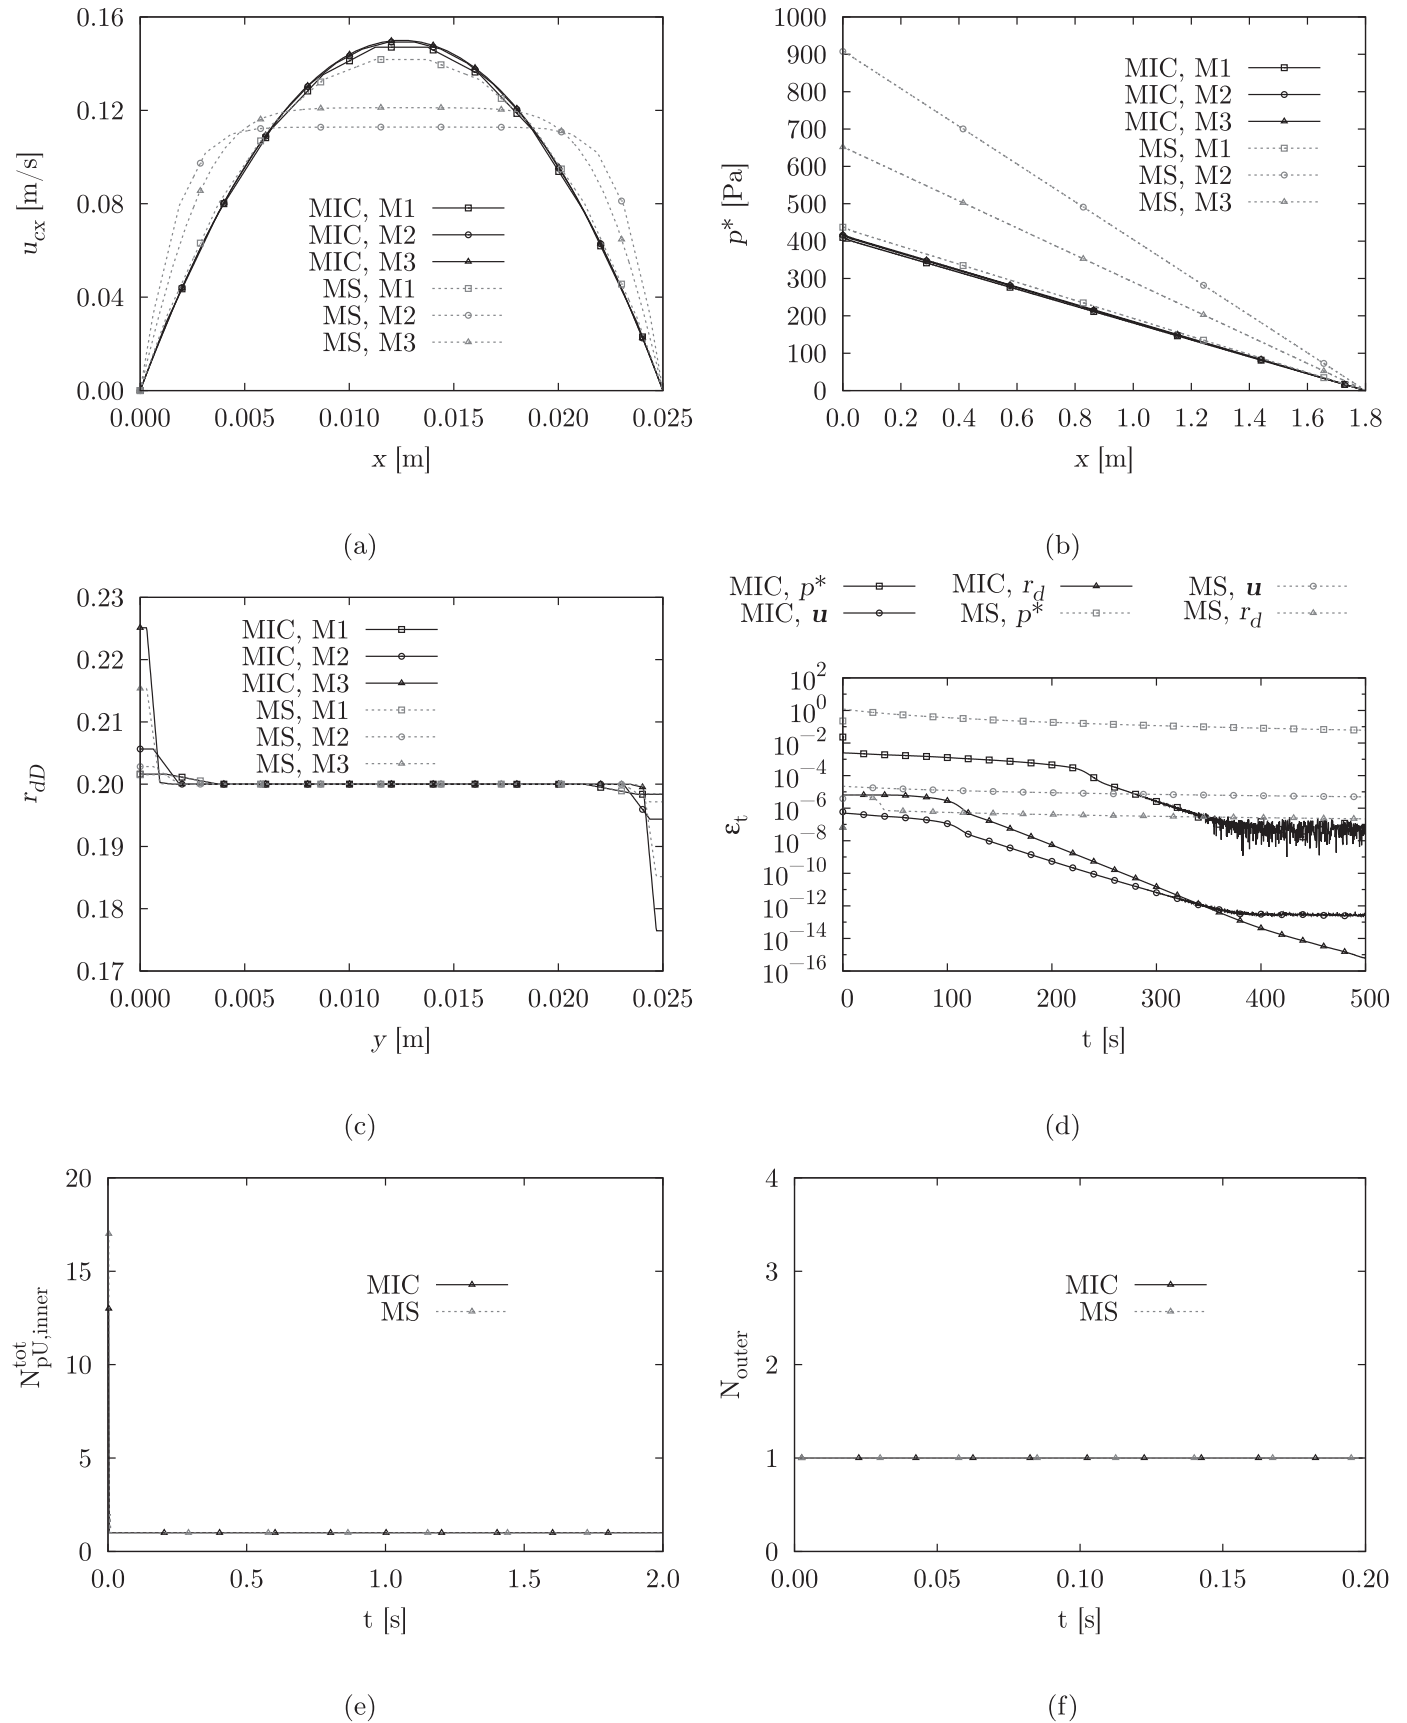 0.16
0.12
0.08
0.04
0.00
u_cx [m/s]
MIC, M1
MIC, M2
MIC, M3
MS, M1
MS, M2
MS, M3
0.000 0.005 0.010 0.015 0.020 0.025
x [m]
(a)
1000
900
800
700
600
500
400
300
200
100
0
p* [Pa]
MIC, M1
MIC, M2
MIC, M3
MS, M1
MS, M2
MS, M3
0.0 0.2 0.4 0.6 0.8 1.0 1.2 1.4 1.6 1.8
x [m]
(b)
0.23
0.22
0.21
0.20
0.19
0.18
0.17
r_dD
MIC, M1
MIC, M2
MIC, M3
MS, M1
MS, M2
MS, M3
0.000 0.005 0.010 0.015 0.020 0.025
y [m]
(c)
MIC, p* MIC, r_d MS, u
MIC, u MS, p* MS, r_d
10^2
10^0
10^−2
10^−4
10^−6
10^−8
10^−10
10^−12
10^−14
10^−16
ε_t
0 100 200 300 400 500
t [s]
(d)
20
15
10
5
0
N^tot_pU,inner
MIC
MS
0.0 0.5 1.0 1.5 2.0
t [s]
(e)
4
3
2
1
0
N_outer
MIC
MS
0.00 0.05 0.10 0.15 0.20
t [s]
(f)